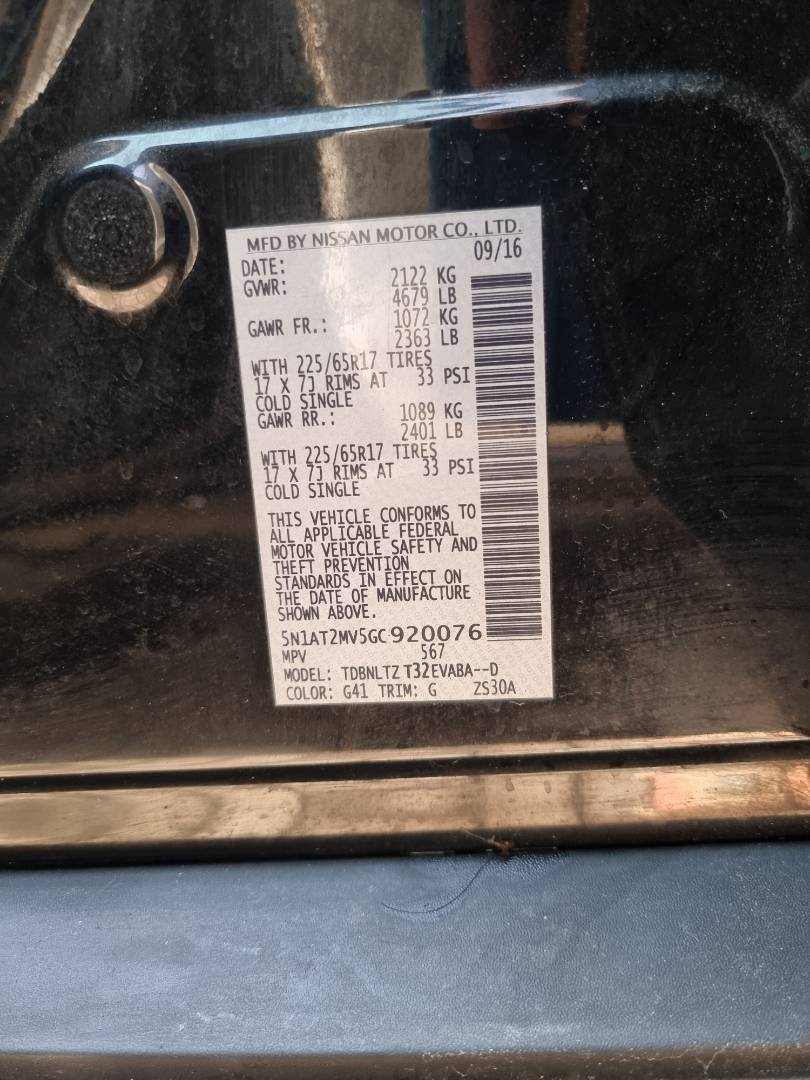 MFD BY NISSAN MOTOR CO., LTD.
DATE: 09/16
GVWR: 2122 KG
4679 LB
GAWR FR.: 1072 KG
2363 LB
WITH 225/65R17 TIRES
17 X 7J RIMS AT 33 PSI
COLD SINGLE
GAWR RR.: 1089 KG
2401 LB
WITH 225/65R17 TIRES
17 X 7J RIMS AT 33 PSI
COLD SINGLE
THIS VEHICLE CONFORMS TO
ALL APPLICABLE FEDERAL
MOTOR VEHICLE SAFETY AND
THEFT PREVENTION
STANDARDS IN EFFECT ON
THE DATE OF MANUFACTURE
SHOWN ABOVE.
5N1AT2MV5GC920076
MPV 567
MODEL: TDBNLTZ T32EVABA--D
COLOR: G41 TRIM: G ZS30A